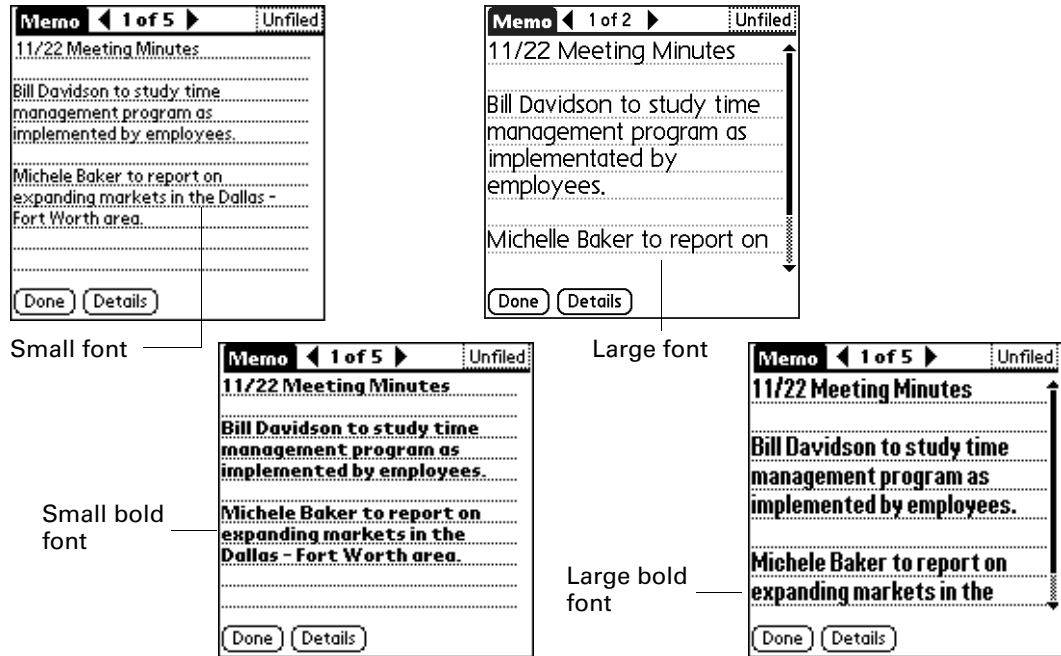 Memo 1 of 5 Unfiled
11/22 Meeting Minutes
Bill Davidson to study time
management program as
implemented by employees.
Michele Baker to report on
expanding markets in the Dallas -
Fort Worth area.
Done Details
Small font
Memo 1 of 2 Unfiled
11/22 Meeting Minutes
Bill Davidson to study time
management program as
implementated by
employees.
Michelle Baker to report on
Done Details
Large font
Memo 1 of 5 Unfiled
11/22 Meeting Minutes
Bill Davidson to study time
management program as
implemented by employees.
Michele Baker to report on
expanding markets in the
Dallas - Fort Worth area.
Done Details
Small bold
font
Memo 1 of 5 Unfiled
11/22 Meeting Minutes
Bill Davidson to study time
management program as
implemented by employees.
Michele Baker to report on
expanding markets in the
Done Details
Large bold
font